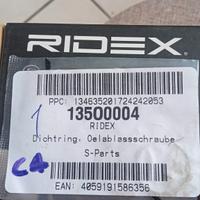 RIDEX
PPC: 134635201724242053
13500004
RIDEX
Dichtring, Oelablassschraube
S-Parts
1
C4
EAN: 4059191586356